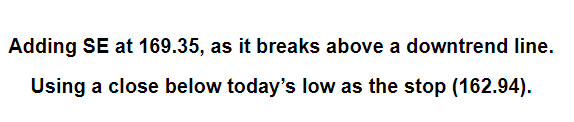 Adding SE at 169.35, as it breaks above a downtrend line.
Using a close below today’s low as the stop (162.94).